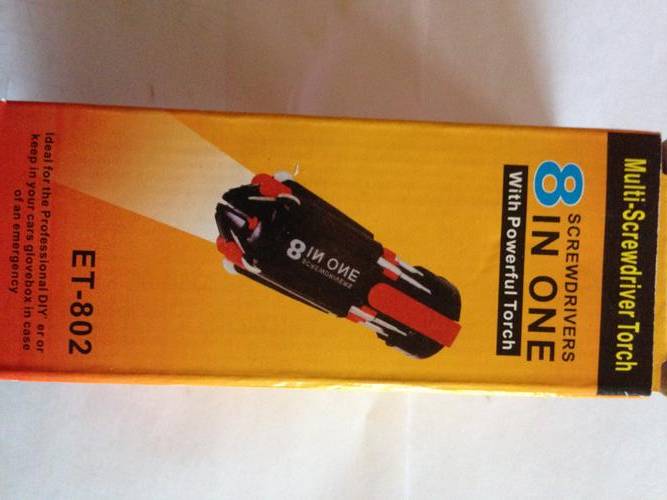 Multi-Screwdriver Torch
8 SCREWDRIVERS
IN ONE
With Powerful Torch
8 IN ONE
SCREWDRIVERS
ET-802
Ideal for the Professional DIY' er or
keep in your cars glovebox in case
of an emergency